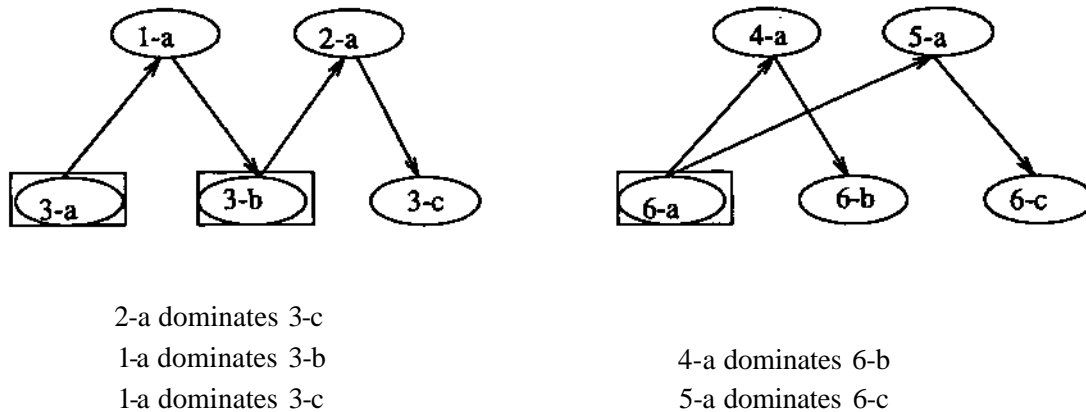 1-a 2-a 4-a 5-a
3-a 3-b 3-c 6-a 6-b 6-c
2-a dominates 3-c
1-a dominates 3-b
1-a dominates 3-c
4-a dominates 6-b
5-a dominates 6-c